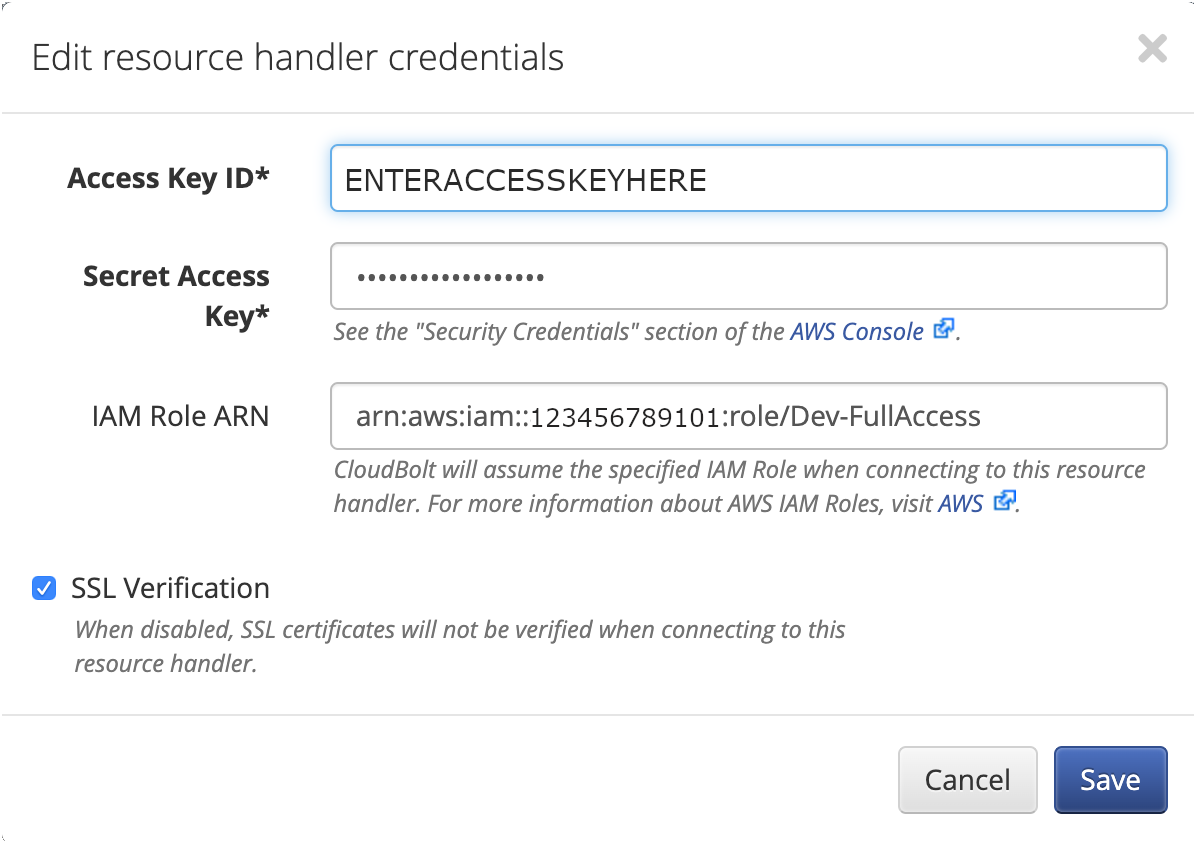 Edit resource handler credentials
Access Key ID*
ENTERACCESSKEYHERE
Secret Access
Key*
••••••••••••••••••
See the "Security Credentials" section of the AWS Console .
IAM Role ARN
arn:aws:iam::123456789101:role/Dev-FullAccess
CloudBolt will assume the specified IAM Role when connecting to this resource
handler. For more information about AWS IAM Roles, visit AWS .
SSL Verification
When disabled, SSL certificates will not be verified when connecting to this
resource handler.
Cancel
Save